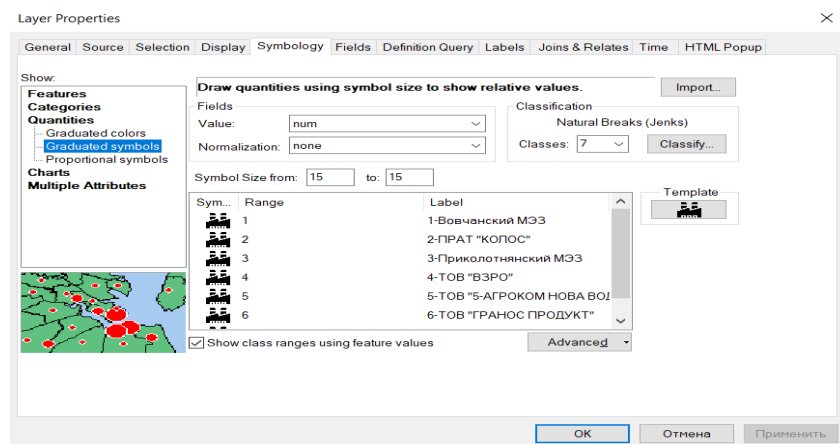 Layer Properties
General Source Selection Display Symbology Fields Definition Query Labels Joins & Relates Time HTML Popup
Show:
Features
Categories
Quantities
Graduated colors
Graduated symbols
Proportional symbols
Charts
Multiple Attributes
Draw quantities using symbol size to show relative values.
Import...
Fields
Value: num
Normalization: none
Classification
Natural Breaks (Jenks)
Classes: 7 Classify...
Symbol Size from: 15 to: 15
Template
Sym... Range Label
1 1-Вовчанский МЭЗ
2 2-ПРАТ "КОЛОС"
3 3-Приколотнянский МЭЗ
4 4-ТОВ "ВЗРО"
5 5-ТОВ "5-АГРОКОМ НОВА ВОД
6 6-ТОВ "ГРАНОС ПРОДУКТ"
Show class ranges using feature values
Advanced
OK Отмена Применить